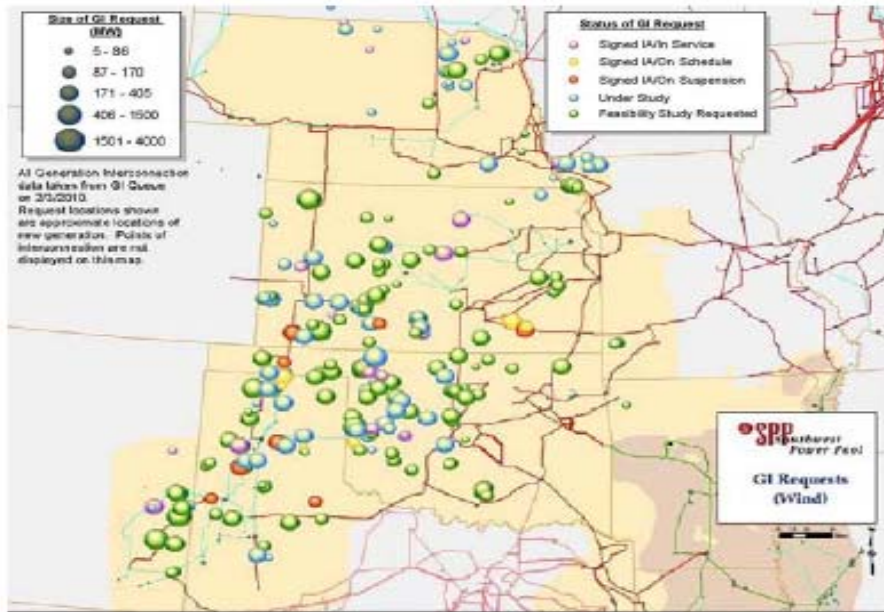 Size of GI Request
(MW)
5 - 86
87 - 170
171 - 405
406 - 1500
1501 - 4000
All Generation Interconnection
data taken from GI Queue
on 2/3/2010.
Request locations shown
are approximate locations of
new generation. Points of
interconnection are not
displayed on this map.
Status of GI Request
Signed IA/In Service
Signed IA/On Schedule
Signed IA/On Suspension
Under Study
Feasibility Study Requested
SPP Southwest
Power Pool
GI Requests
(Wind)